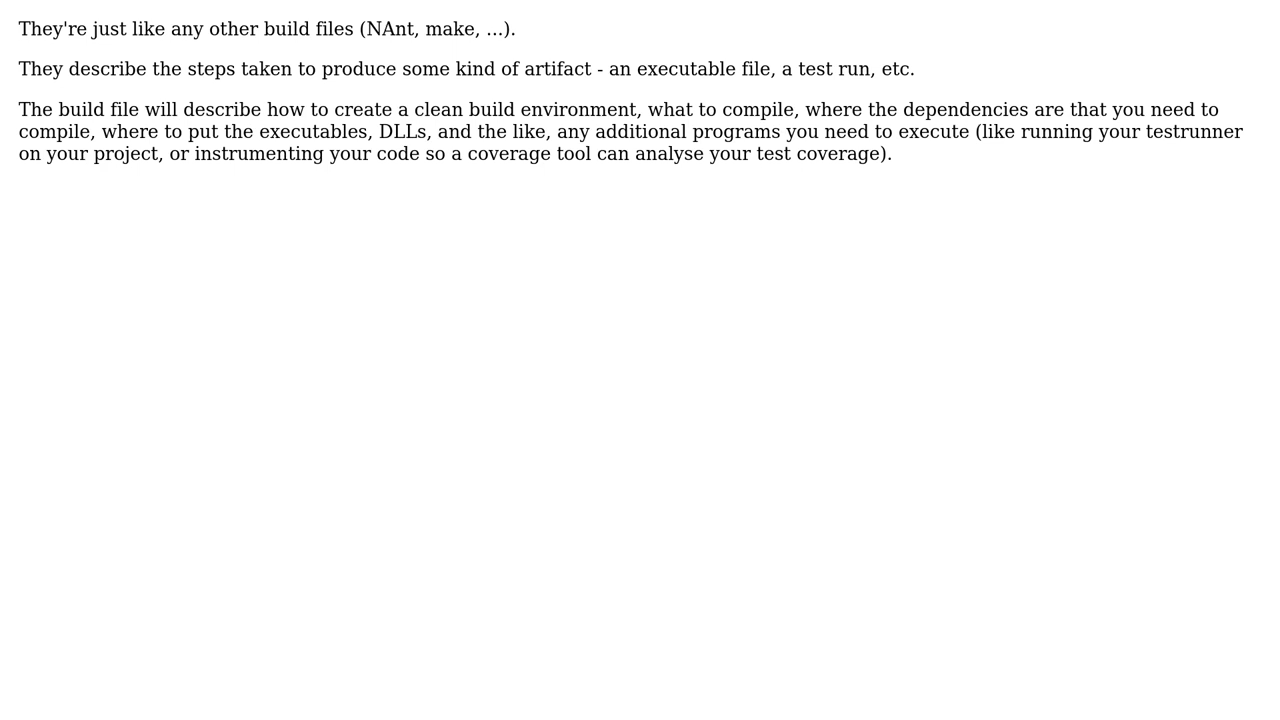 They're just like any other build files (NAnt, make, ...).
They describe the steps taken to produce some kind of artifact - an executable file, a test run, etc.
The build file will describe how to create a clean build environment, what to compile, where the dependencies are that you need to
compile, where to put the executables, DLLs, and the like, any additional programs you need to execute (like running your testrunner
on your project, or instrumenting your code so a coverage tool can analyse your test coverage).